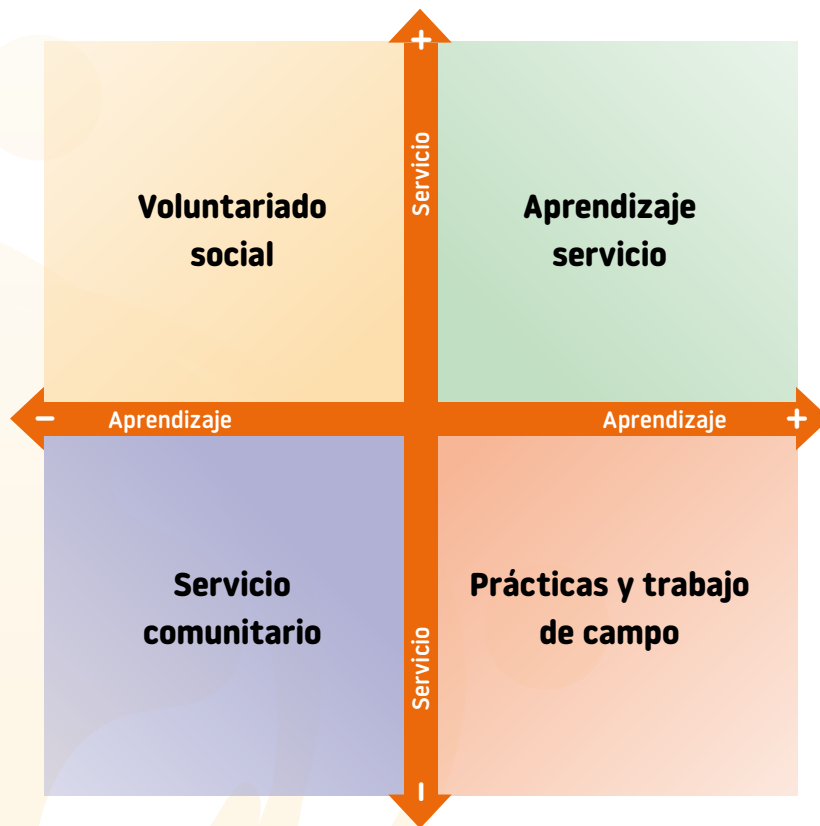 +
Servicio
Voluntariado
social
Aprendizaje
servicio
− Aprendizaje
Aprendizaje +
Servicio
comunitario
Prácticas y trabajo
de campo
Servicio
−